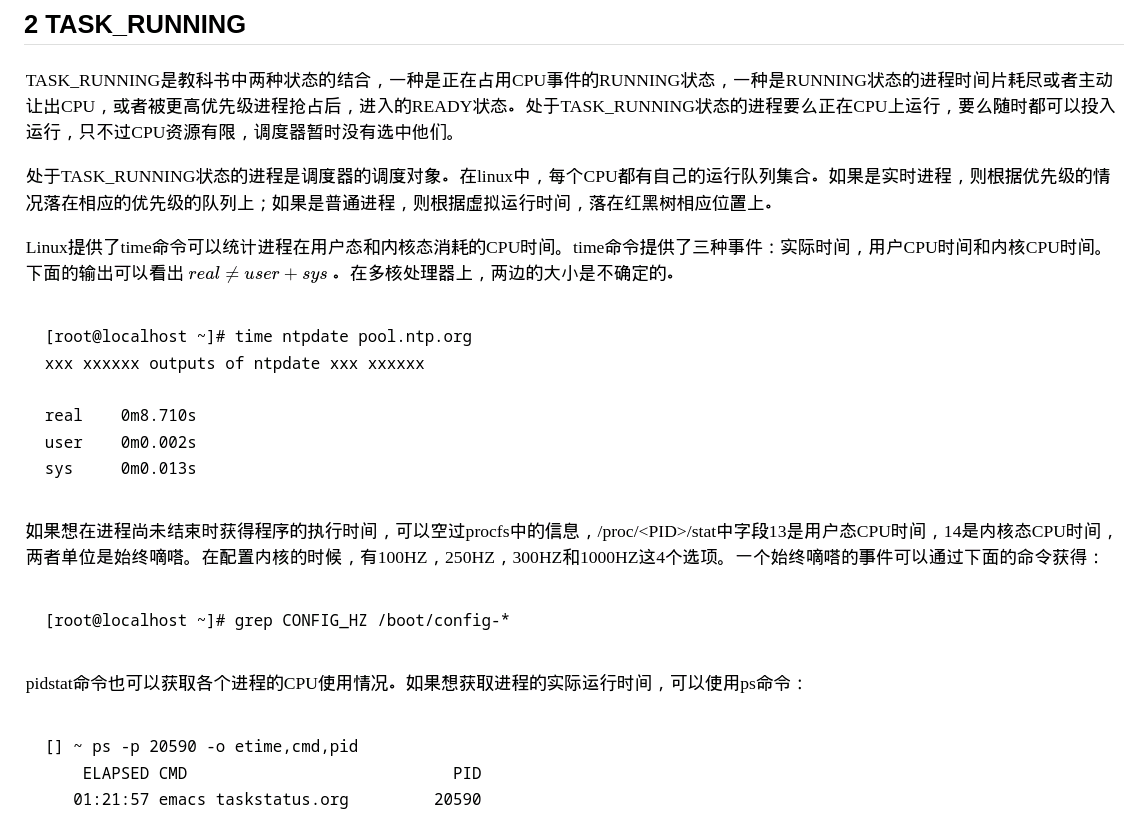 2 TASK_RUNNING
TASK_RUNNING是教科书中两种状态的结合，一种是正在占用CPU事件的RUNNING状态，一种是RUNNING状态的进程时间片耗尽或者主动
让出CPU，或者被更高优先级进程抢占后，进入的READY状态。处于TASK_RUNNING状态的进程要么正在CPU上运行，要么随时都可以投入
运行，只不过CPU资源有限，调度器暂时没有选中他们。
处于TASK_RUNNING状态的进程是调度器的调度对象。在linux中，每个CPU都有自己的运行队列集合。如果是实时进程，则根据优先级的情
况落在相应的优先级的队列上；如果是普通进程，则根据虚拟运行时间，落在红黑树相应位置上。
Linux提供了time命令可以统计进程在用户态和内核态消耗的CPU时间。time命令提供了三种事件：实际时间，用户CPU时间和内核CPU时间。
下面的输出可以看出 real ≠ user + sys 。在多核处理器上，两边的大小是不确定的。
[root@localhost ~]# time ntpdate pool.ntp.org
xxx xxxxxx outputs of ntpdate xxx xxxxxx
real    0m8.710s
user    0m0.002s
sys     0m0.013s
如果想在进程尚未结束时获得程序的执行时间，可以空过procfs中的信息，/proc/<PID>/stat中字段13是用户态CPU时间，14是内核态CPU时间，
两者单位是始终嘀嗒。在配置内核的时候，有100HZ，250HZ，300HZ和1000HZ这4个选项。一个始终嘀嗒的事件可以通过下面的命令获得：
[root@localhost ~]# grep CONFIG_HZ /boot/config-*
pidstat命令也可以获取各个进程的CPU使用情况。如果想获取进程的实际运行时间，可以使用ps命令：
[] ~ ps -p 20590 -o etime,cmd,pid
    ELAPSED CMD                            PID
   01:21:57 emacs taskstatus.org         20590